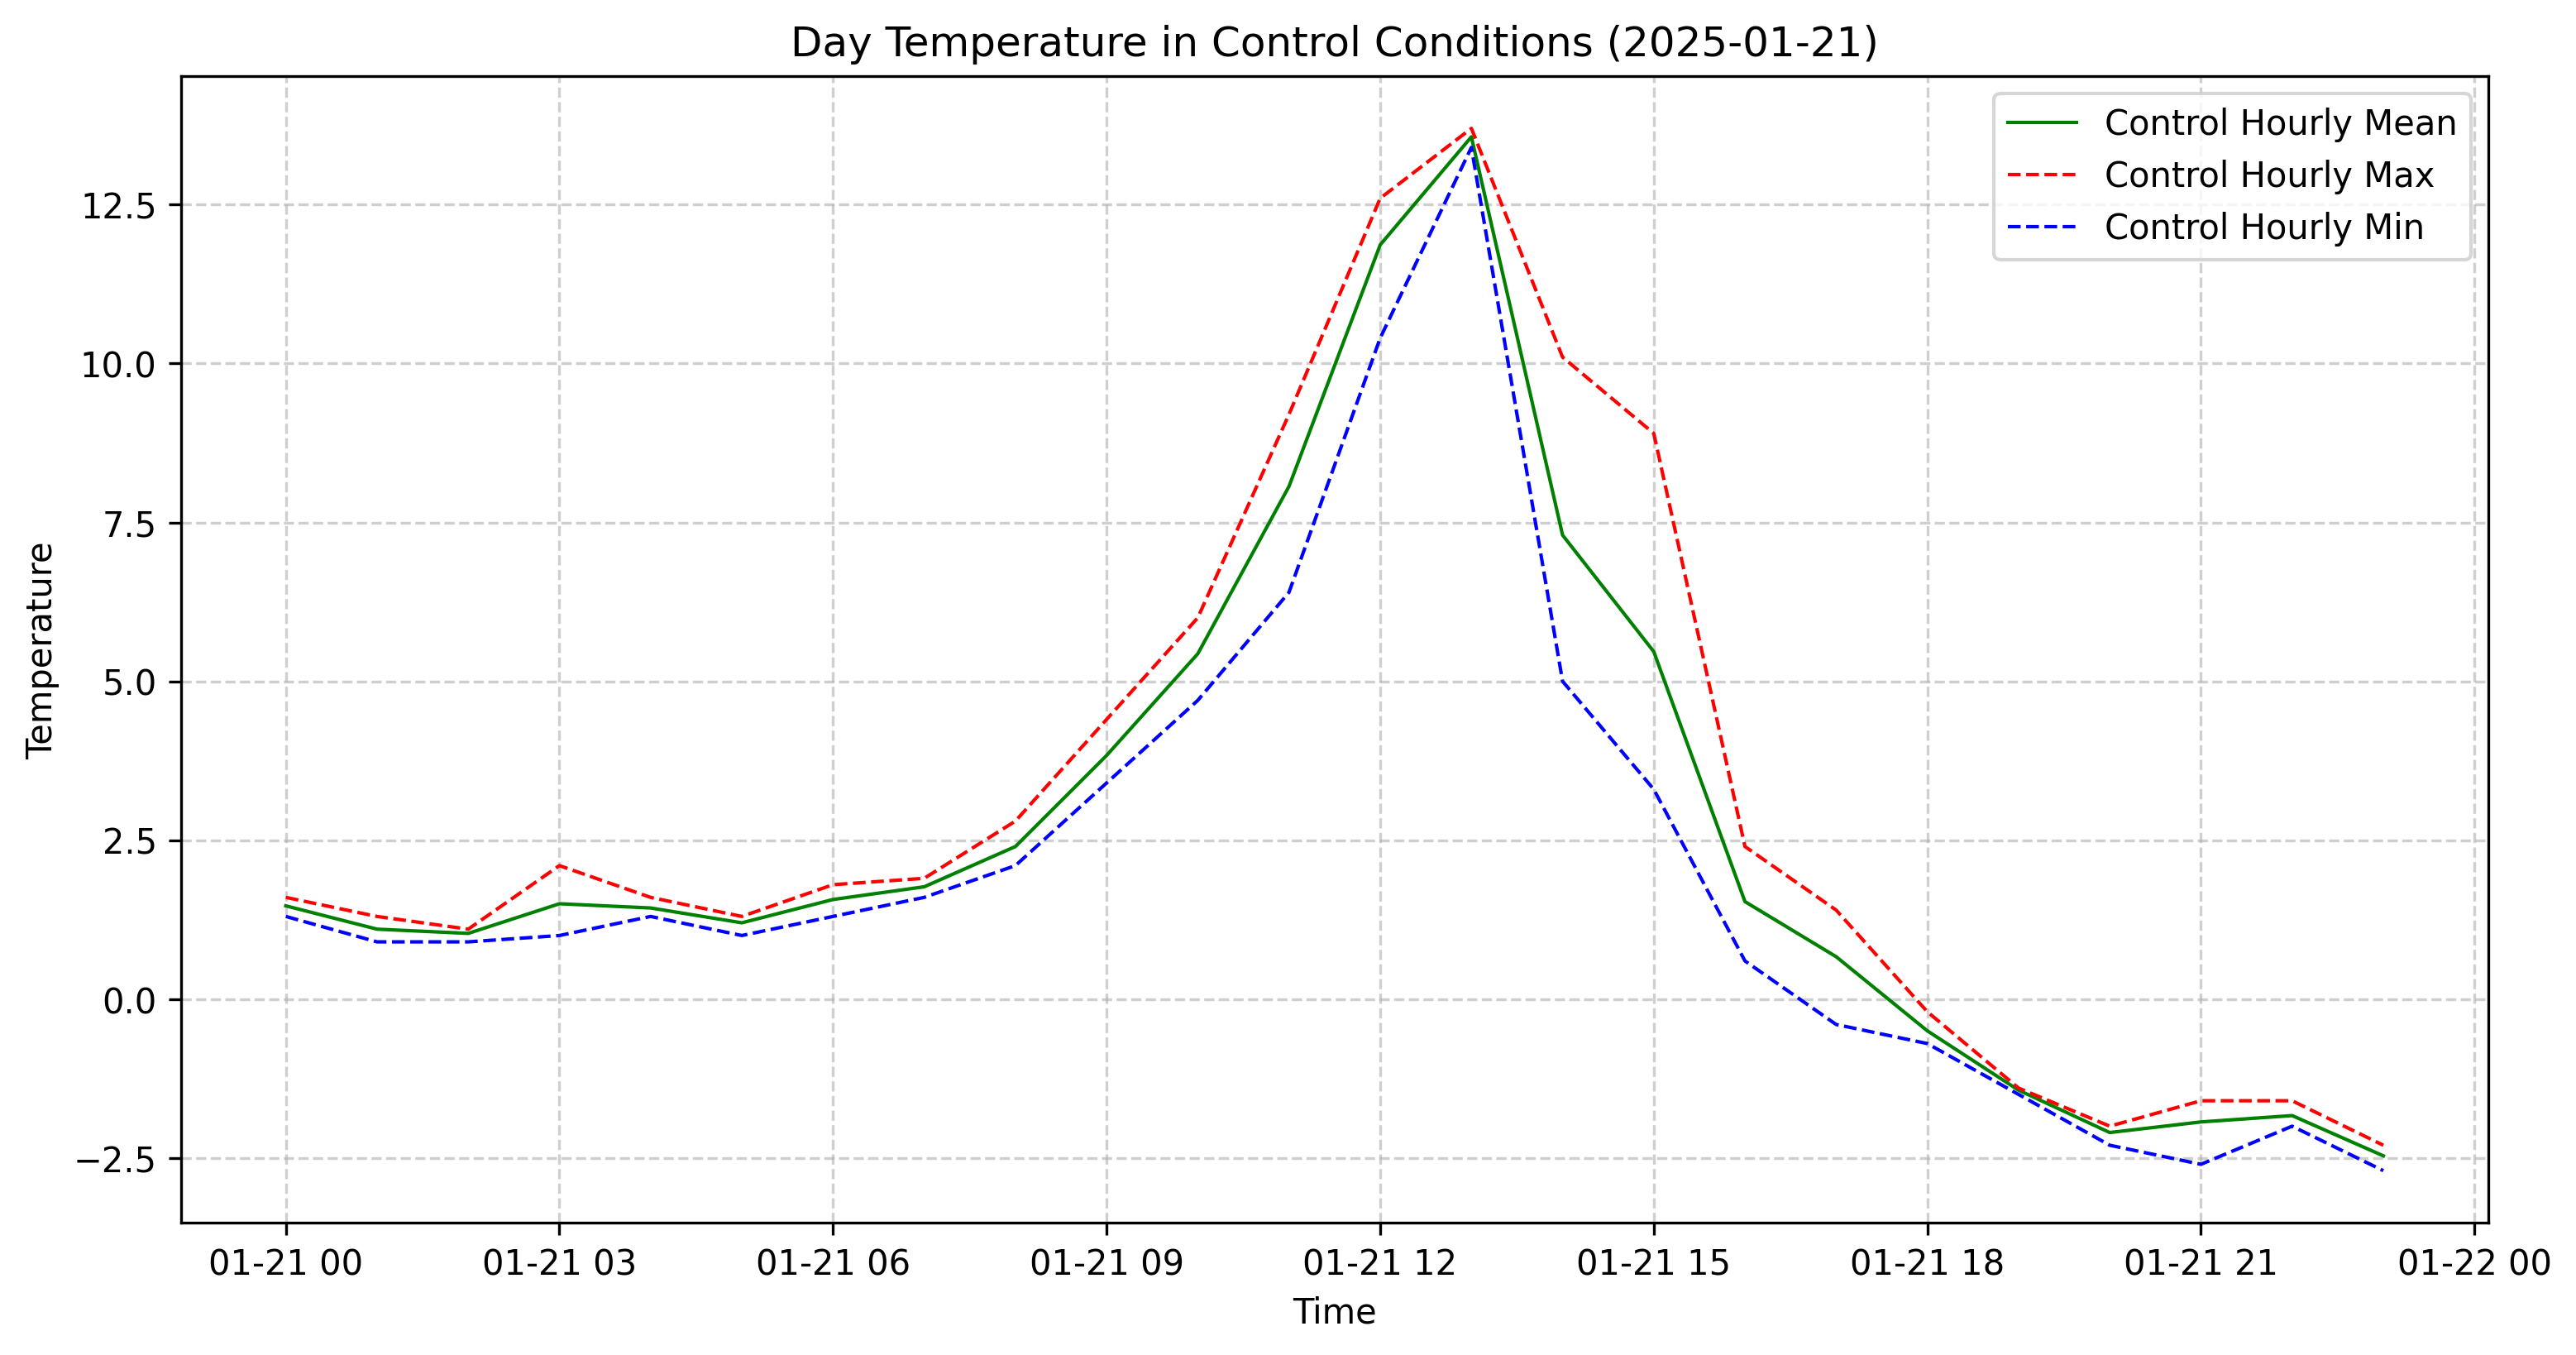 Day Temperature in Control Conditions (2025-01-21)
Control Hourly Mean
Control Hourly Max
Control Hourly Min
12.5
10.0
7.5
5.0
2.5
0.0
−2.5
Temperature
01-21 00 01-21 03 01-21 06 01-21 09 01-21 12 01-21 15 01-21 18 01-21 21 01-22 00
Time